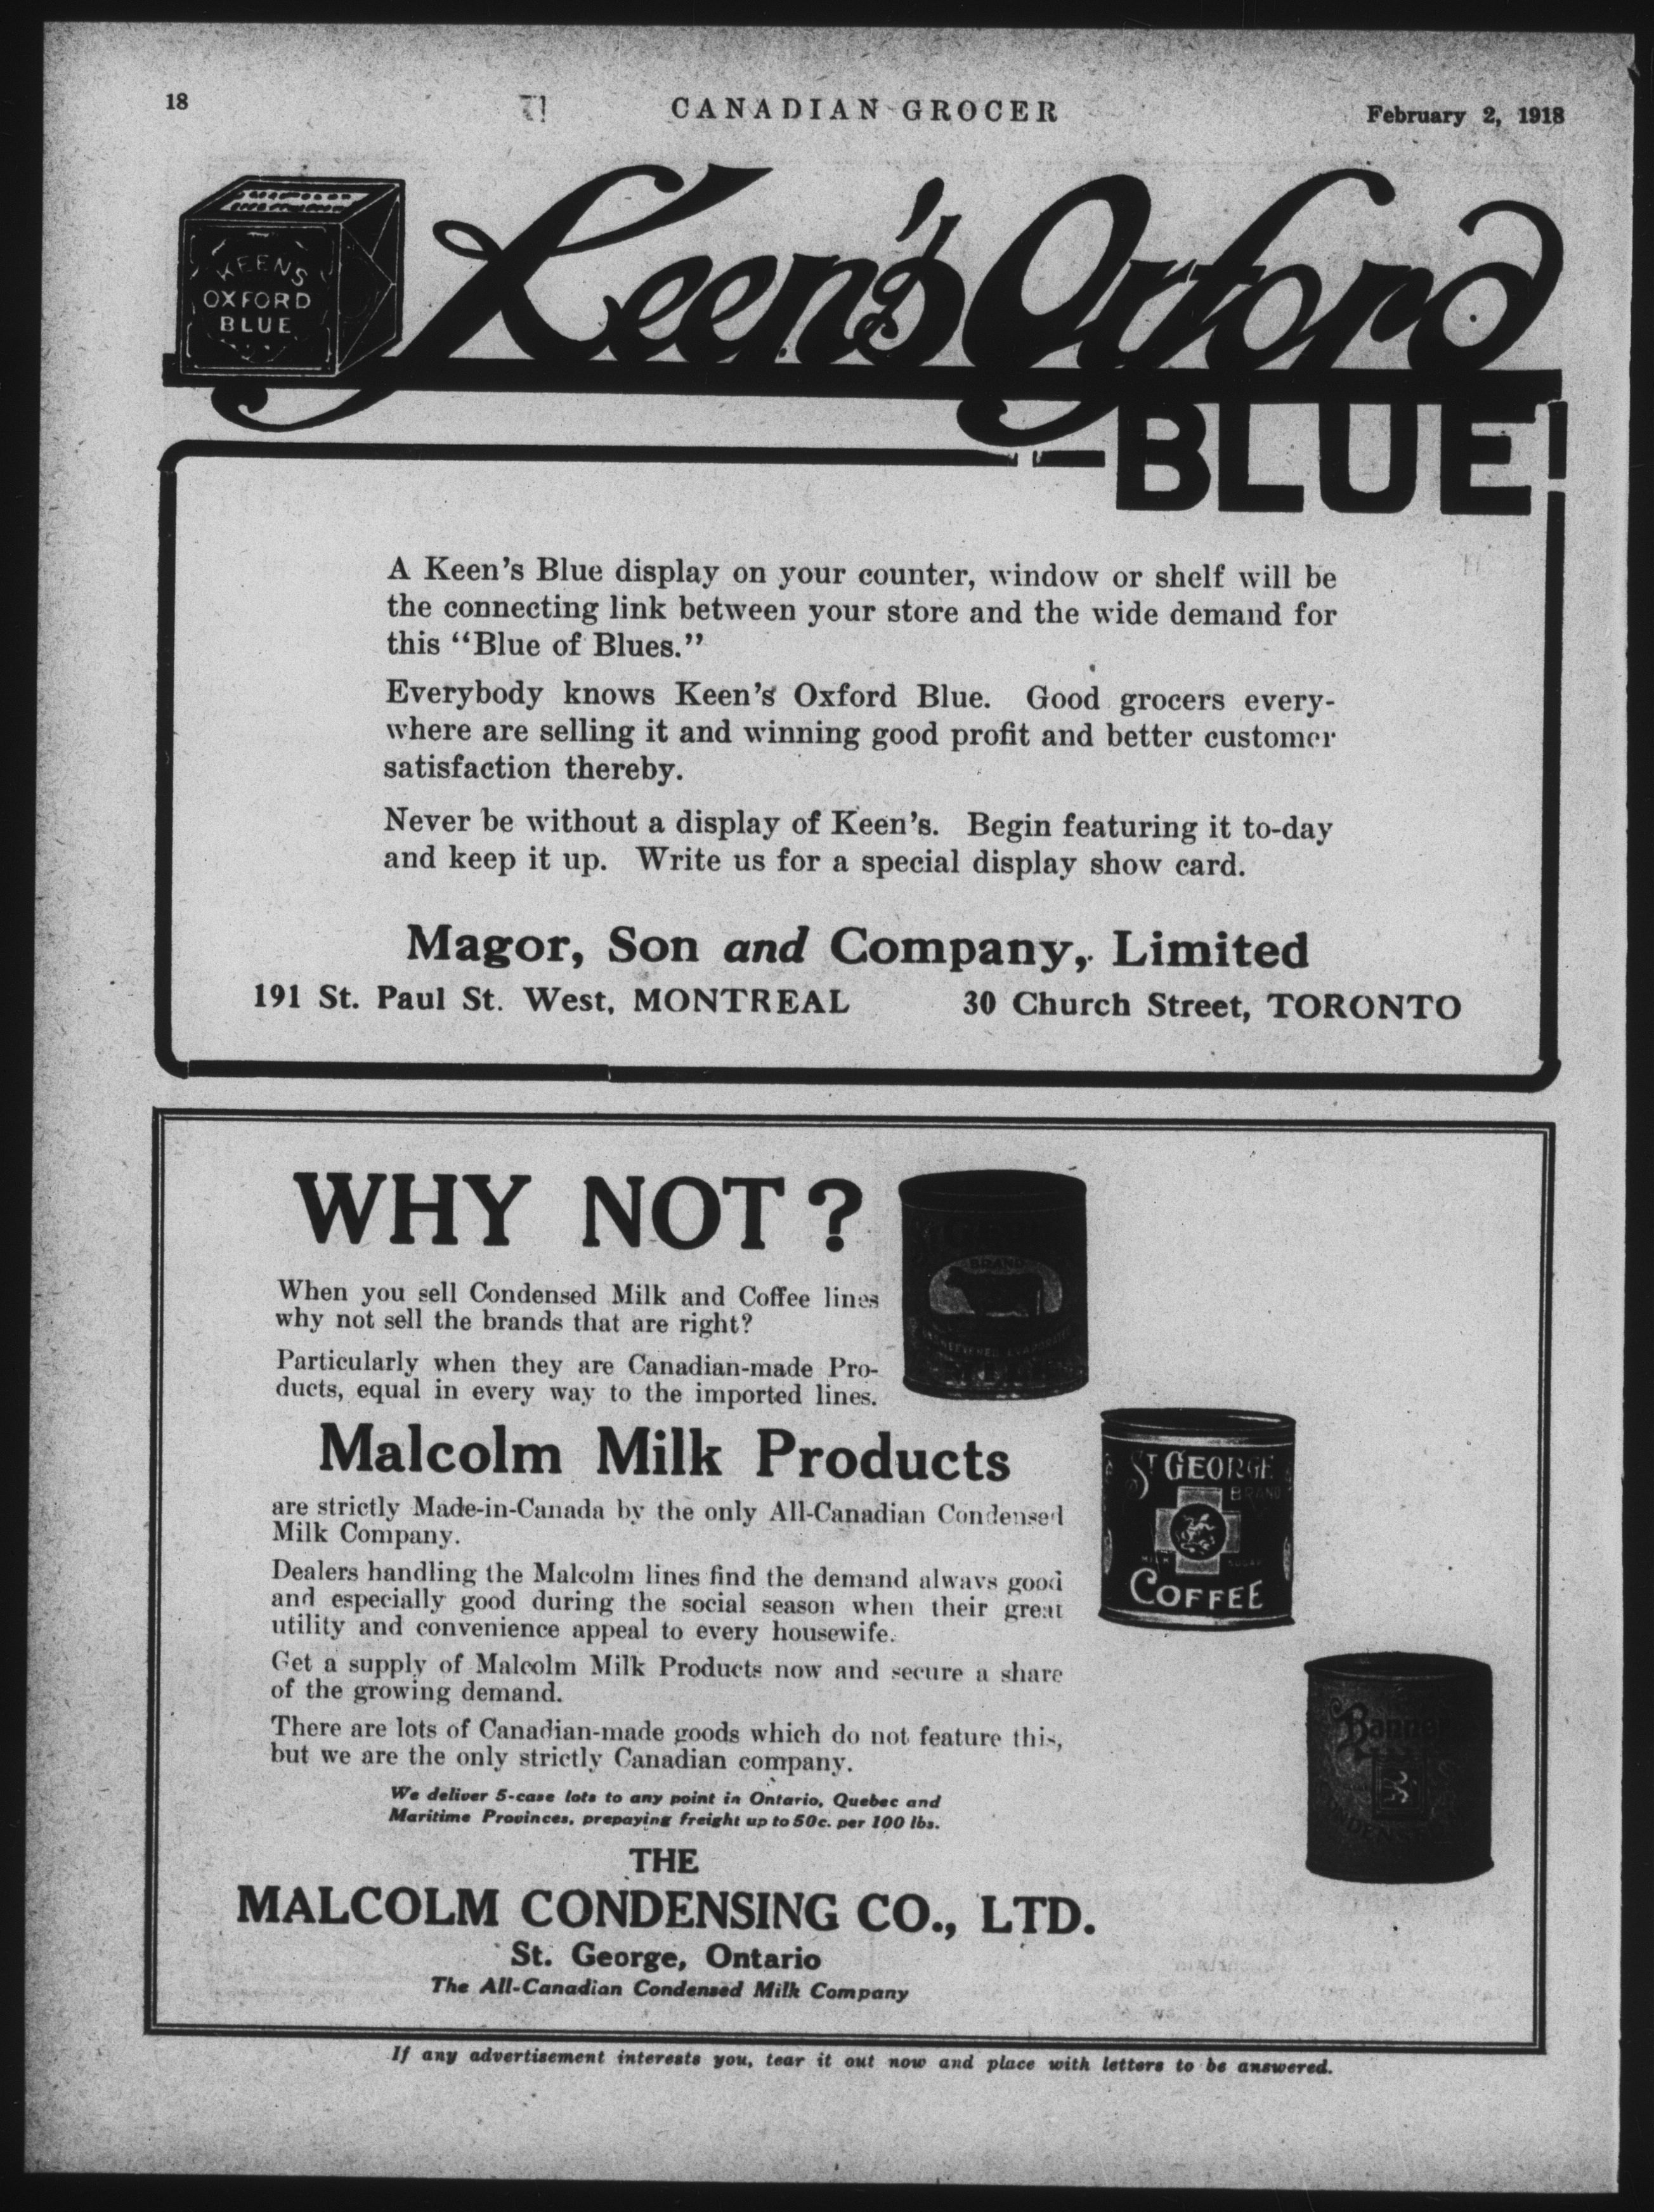 18
CANADIAN GROCER
February 2, 1918
KEENS
OXFORD
BLUE
Keen's Oxford
BLUE
A Keen's Blue display on your counter, window or shelf will be
the connecting link between your store and the wide demand for
this "Blue of Blues."
Everybody knows Keen's Oxford Blue. Good grocers every-
where are selling it and winning good profit and better customer
satisfaction thereby.
Never be without a display of Keen's. Begin featuring it to-day
and keep it up. Write us for a special display show card.
Magor, Son and Company, Limited
191 St. Paul St. West, MONTREAL 30 Church Street, TORONTO
WHY NOT?
When you sell Condensed Milk and Coffee lines
why not sell the brands that are right?
Particularly when they are Canadian-made Pro-
ducts, equal in every way to the imported lines.
BRAND
Malcolm Milk Products
are strictly Made-in-Canada by the only All-Canadian Condensed
Milk Company.
Dealers handling the Malcolm lines find the demand always good
and especially good during the social season when their great
utility and convenience appeal to every housewife.
Get a supply of Malcolm Milk Products now and secure a share
of the growing demand.
There are lots of Canadian-made goods which do not feature this,
but we are the only strictly Canadian company.
ST GEORGE
BRAND
COFFEE
We deliver 5-case lots to any point in Ontario, Quebec and
Maritime Provinces, prepaying freight up to 50c. per 100 lbs.
THE
MALCOLM CONDENSING CO., LTD.
St. George, Ontario
The All-Canadian Condensed Milk Company
If any advertisement interests you, tear it out now and place with letters to be answered.